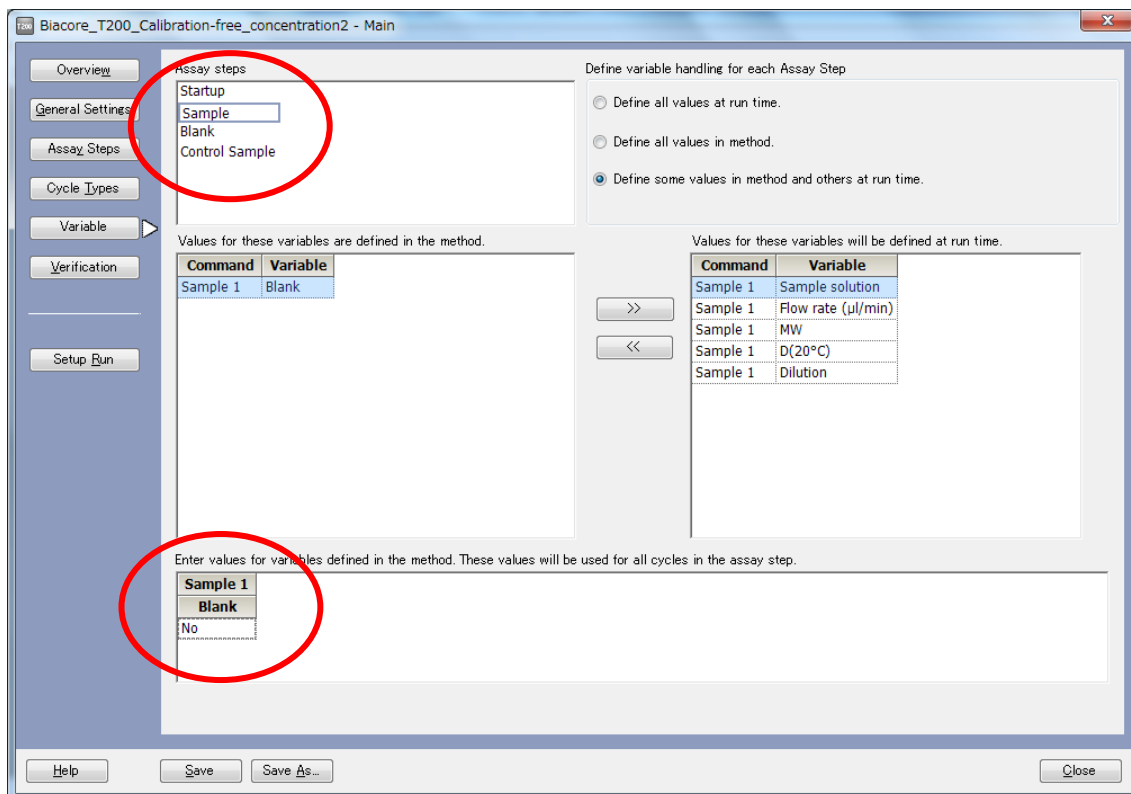 T200 Biacore_T200_Calibration-free_concentration2 - Main
Overview
General Settings
Assay Steps
Cycle Types
Variable
Verification
Setup Run
Assay steps
Startup
Sample
Blank
Control Sample
Define variable handling for each Assay Step
Define all values at run time.
Define all values in method.
Define some values in method and others at run time.
Values for these variables are defined in the method.
Command Variable
Sample 1 Blank
>>
<<
Values for these variables will be defined at run time.
Command Variable
Sample 1 Sample solution
Sample 1 Flow rate (µl/min)
Sample 1 MW
Sample 1 D(20°C)
Sample 1 Dilution
Enter values for variables defined in the method. These values will be used for all cycles in the assay step.
Sample 1
Blank
No
Help Save Save As... Close